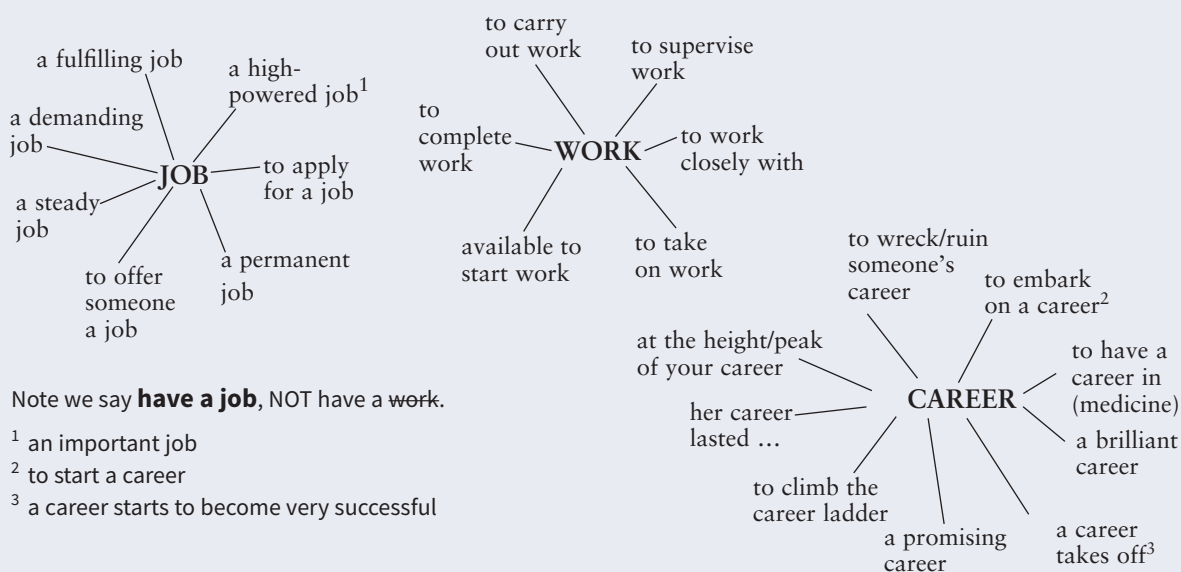 a fulfilling job
a high-
powered job¹
a demanding
job
JOB
to apply
for a job
a steady
job
to offer
someone
a job
a permanent
job
to carry
out work
to supervise
work
to
complete
work
WORK
to work
closely with
available to
start work
to take
on work
to wreck/ruin
someone's
career
to embark
on a career²
at the height/peak
of your career
CAREER
to have a
career in
(medicine)
her career
lasted ...
a brilliant
career
to climb the
career ladder
a promising
career
a career
takes off³
Note we say have a job, NOT have a work.
¹ an important job
² to start a career
³ a career starts to become very successful